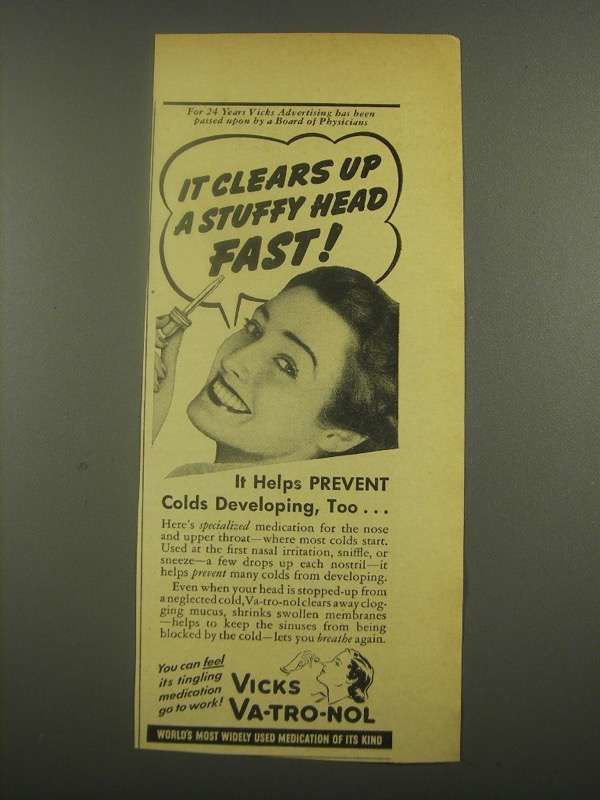 For 24 Years Vicks Advertising has been
passed upon by a Board of Physicians
IT CLEARS UP
A STUFFY HEAD
FAST!
It Helps PREVENT
Colds Developing, Too...
Here's specialized medication for the nose
and upper throat—where most colds start.
Used at the first nasal irritation, sniffle, or
sneeze—a few drops up each nostril—it
helps prevent many colds from developing.
Even when your head is stopped-up from
a neglected cold, Va-tro-nol clears away clog-
ging mucus, shrinks swollen membranes
—helps to keep the sinuses from being
blocked by the cold—lets you breathe again.
You can feel
its tingling
medication
go to work!
VICKS
VA-TRO-NOL
WORLD'S MOST WIDELY USED MEDICATION OF ITS KIND